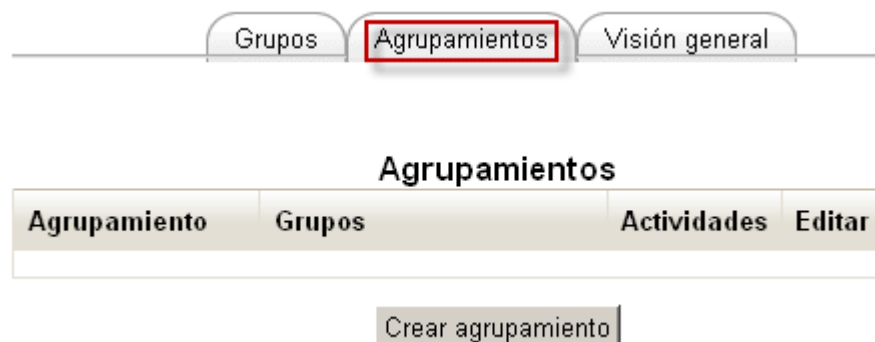 Grupos Agrupamientos Visión general
Agrupamientos
Agrupamiento Grupos Actividades Editar
Crear agrupamiento